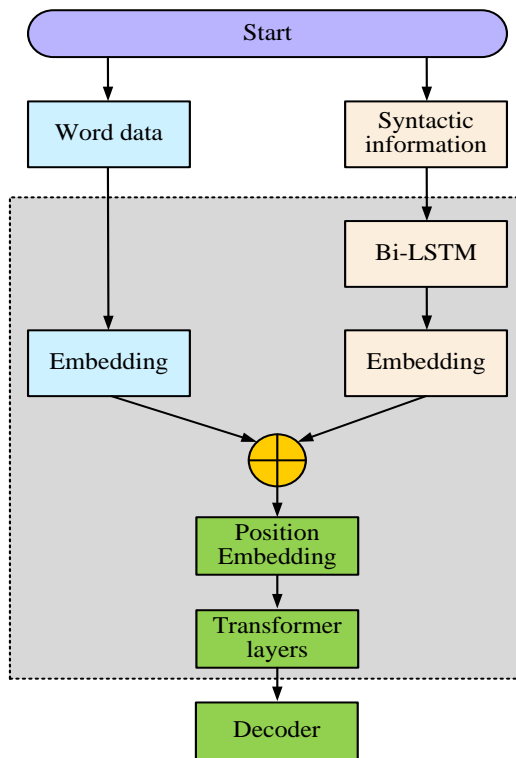 Start
Word data
Syntactic
information
Bi-LSTM
Embedding
Embedding
Position
Embedding
Transformer
layers
Decoder